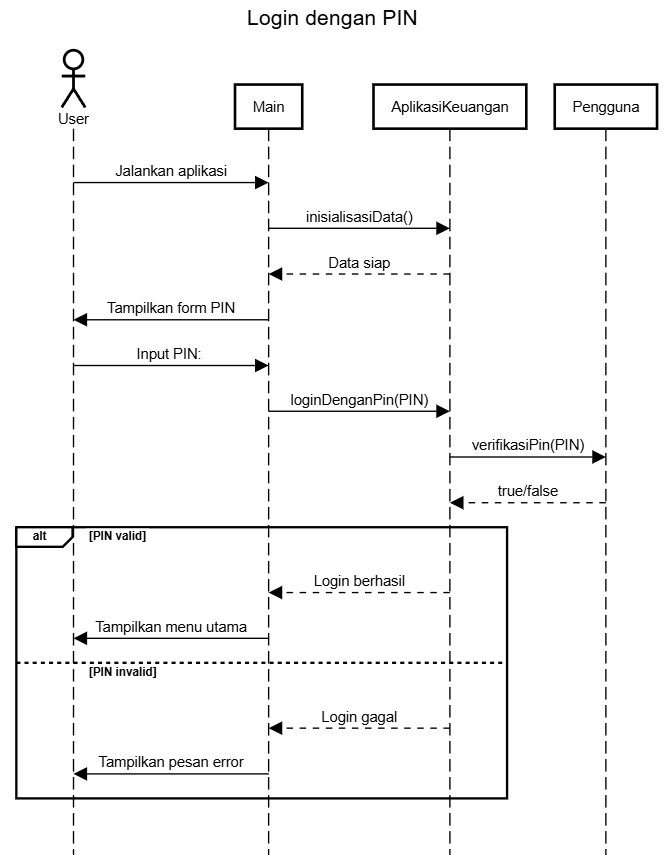 Login dengan PIN
User
Main
AplikasiKeuangan
Pengguna
Jalankan aplikasi
inisialisasiData()
Data siap
Tampilkan form PIN
Input PIN:
loginDenganPin(PIN)
verifikasiPin(PIN)
true/false
alt
[PIN valid]
Login berhasil
Tampilkan menu utama
[PIN invalid]
Login gagal
Tampilkan pesan error